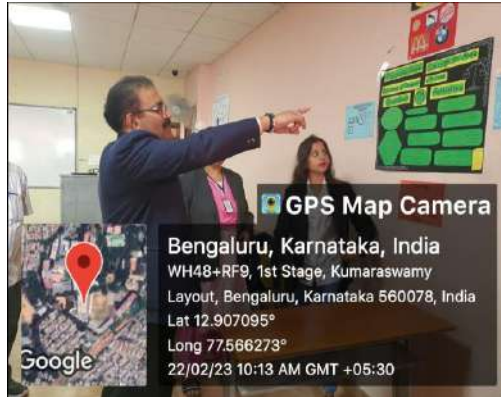 GPS Map Camera
Bengaluru, Karnataka, India
WH48+RF9, 1st Stage, Kumaraswamy
Layout, Bengaluru, Karnataka 560078, India
Lat 12.907095°
Long 77.566273°
22/02/23 10:13 AM GMT +05:30
Google